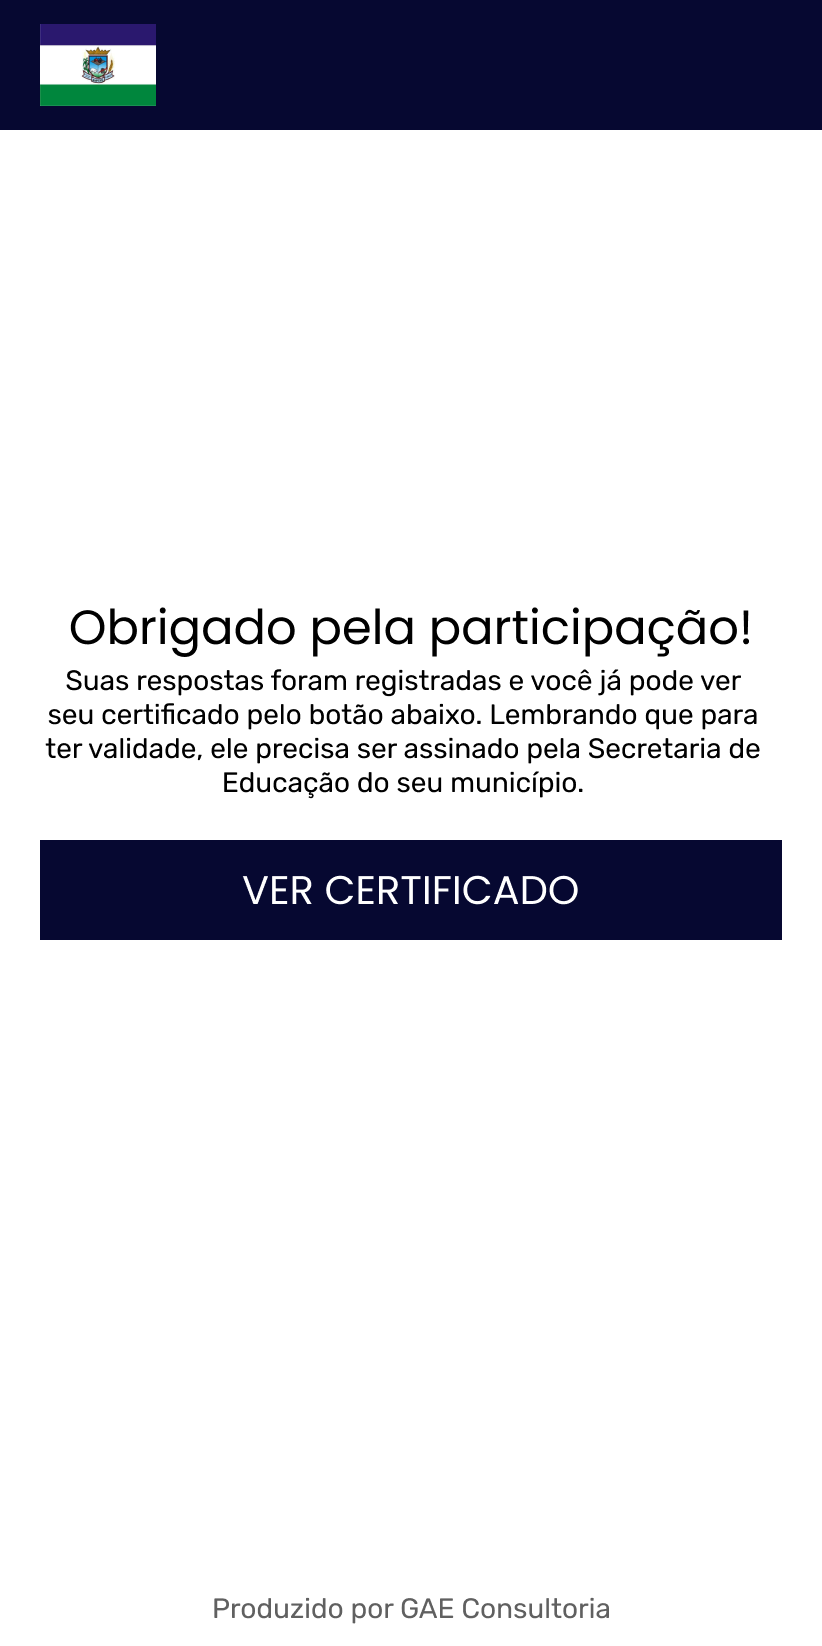 Obrigado pela participação!
Suas respostas foram registradas e você já pode ver
seu certificado pelo botão abaixo. Lembrando que para
ter validade, ele precisa ser assinado pela Secretaria de
Educação do seu município.
VER CERTIFICADO
Produzido por GAE Consultoria